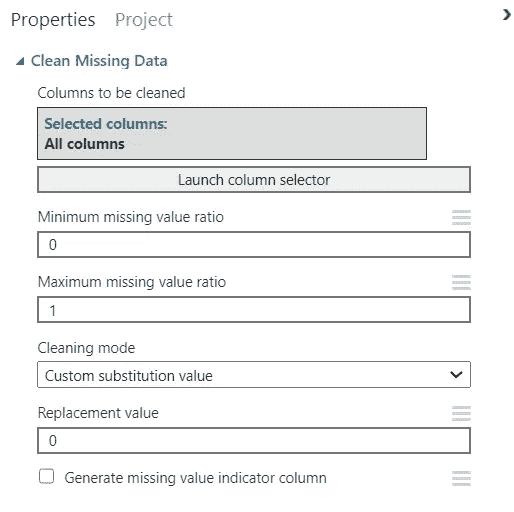 Properties Project
Clean Missing Data
Columns to be cleaned
Selected columns:
All columns
Launch column selector
Minimum missing value ratio
0
Maximum missing value ratio
1
Cleaning mode
Custom substitution value
Replacement value
0
Generate missing value indicator column